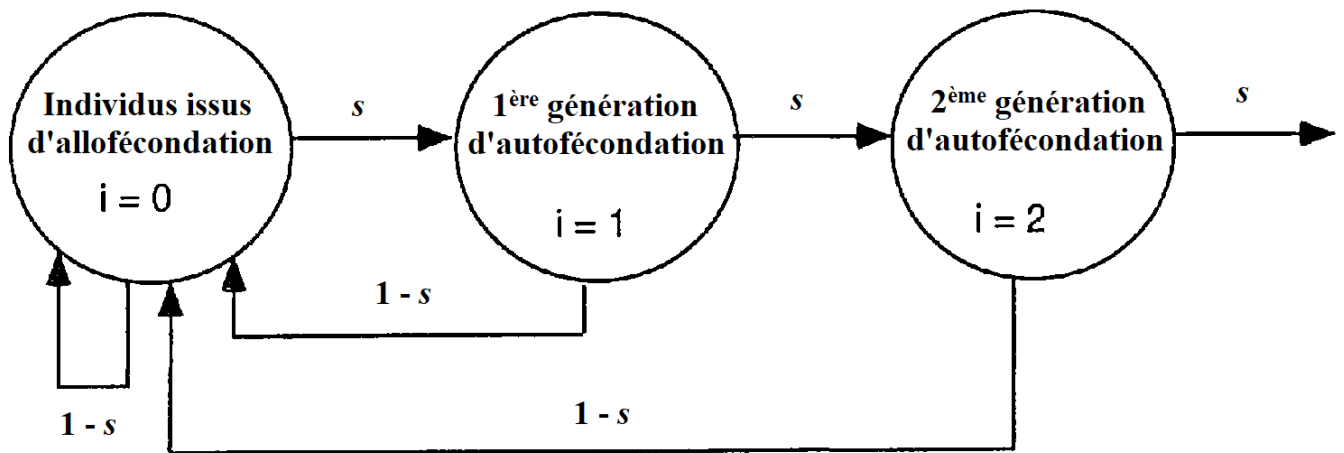 Individus issus
d'allofécondation
i = 0
s
1ère génération
d'autofécondation
i = 1
s
2ème génération
d'autofécondation
i = 2
s
1 - s
1 - s
1 - s